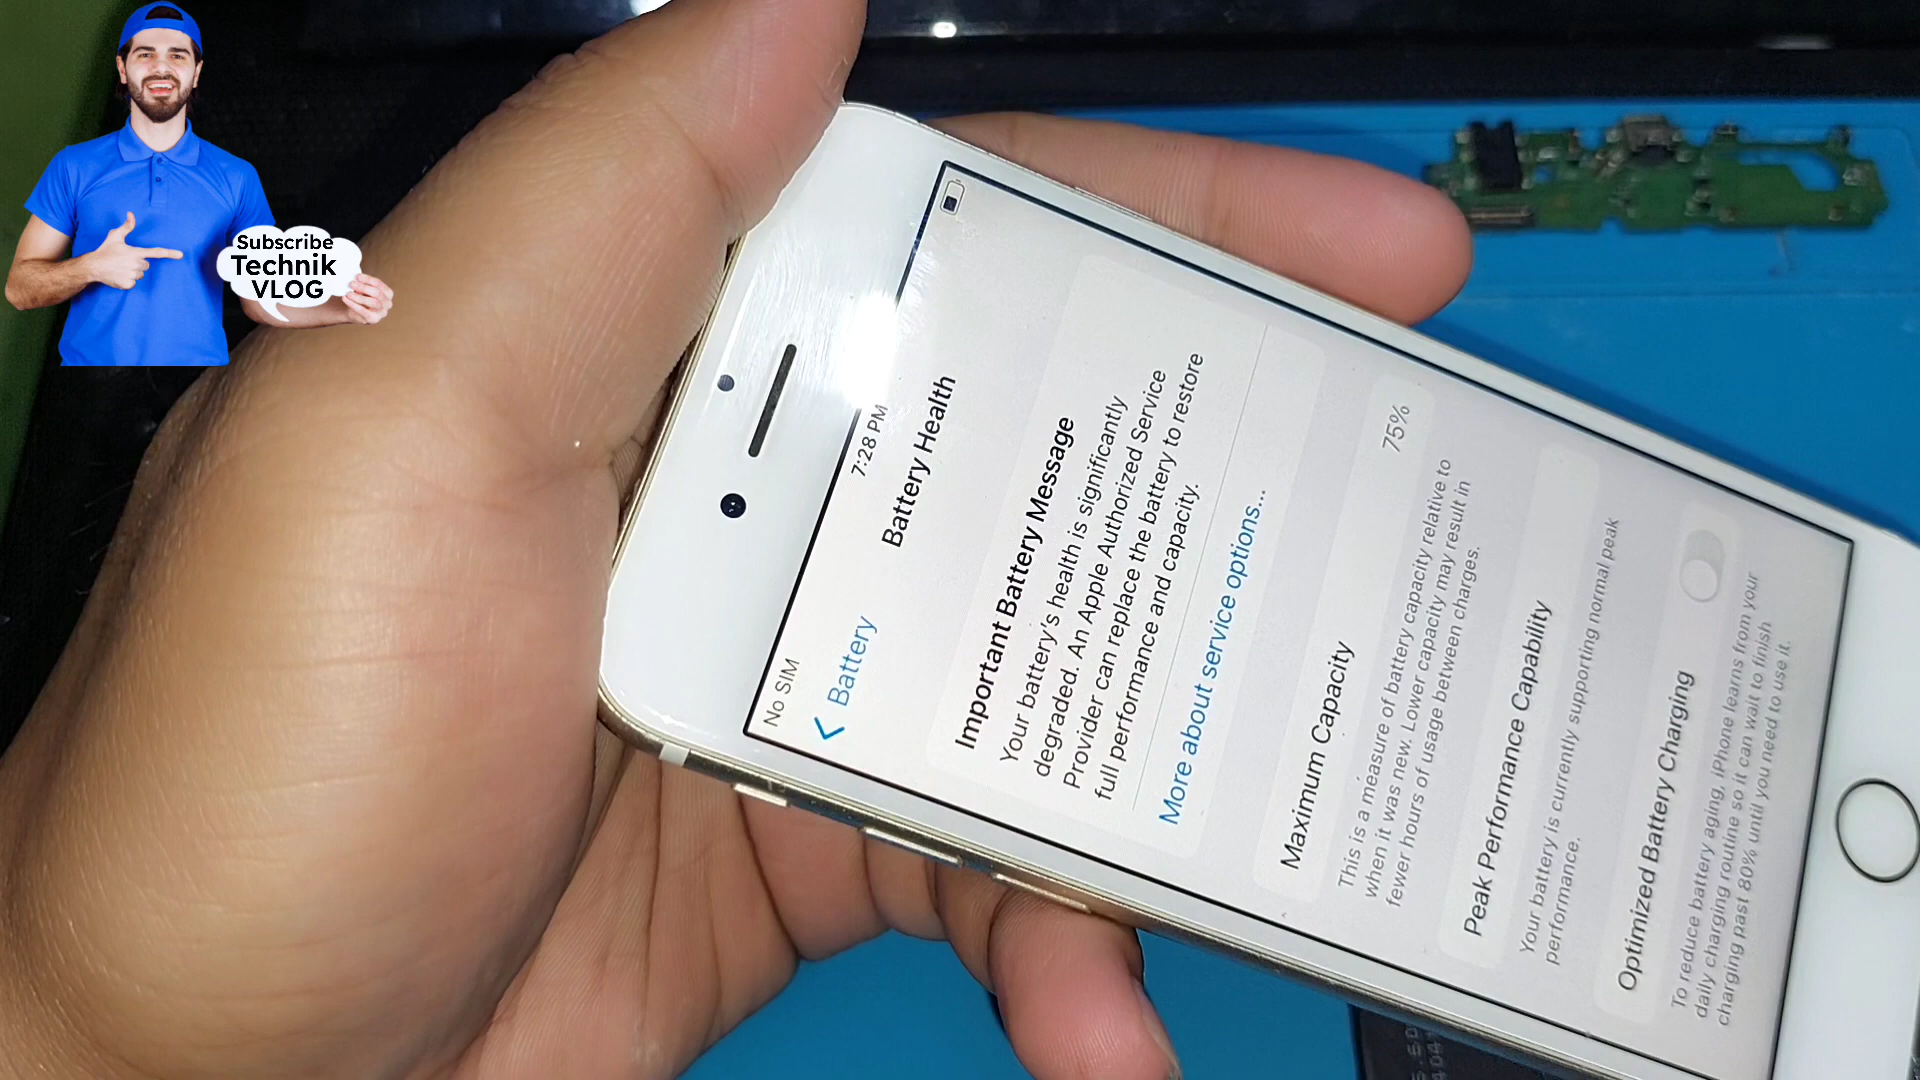 Subscribe
Technik
VLOG
No SIM
7:28 PM
Battery
Battery Health
Important Battery Message
Your battery's health is significantly
degraded. An Apple Authorized Service
Provider can replace the battery to restore
full performance and capacity.
More about service options...
Maximum Capacity
75%
This is a measure of battery capacity relative to
when it was new. Lower capacity may result in
fewer hours of usage between charges.
Peak Performance Capability
Your battery is currently supporting normal peak
performance.
Optimized Battery Charging
To reduce battery aging, iPhone learns from your
daily charging routine so it can wait to finish
charging past 80% until you need to use it.